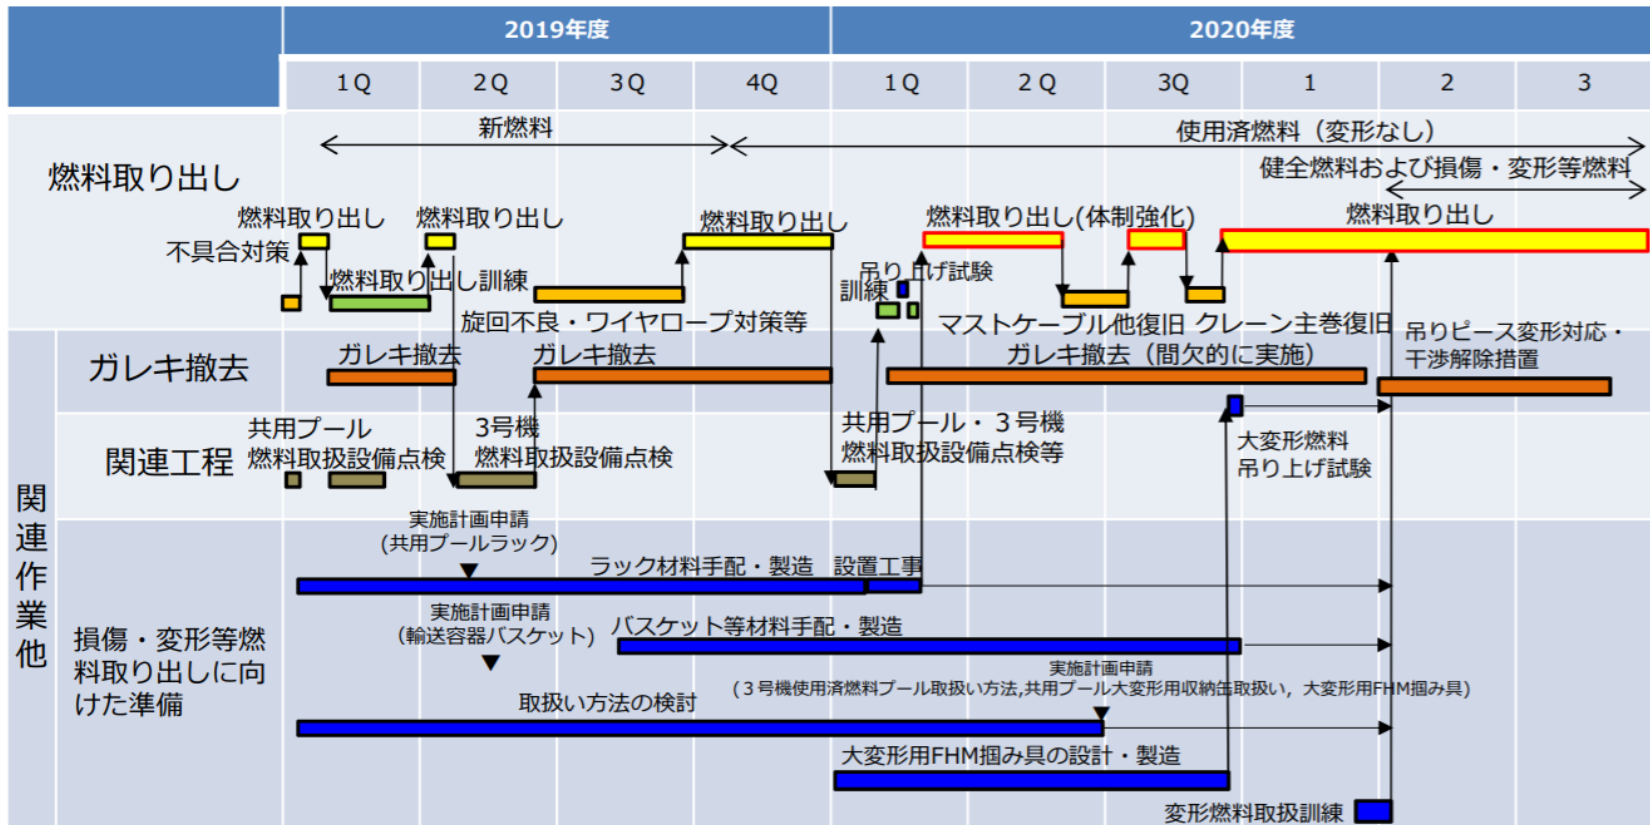 2019年度
2020年度
1Q
2Q
3Q
4Q
1Q
2Q
3Q
1
2
3
燃料取り出し
新燃料
使用済燃料（変形なし）
健全燃料および損傷・変形等燃料
燃料取り出し
燃料取り出し
燃料取り出し
燃料取り出し(体制強化)
燃料取り出し
不具合対策
燃料取り出し訓練
吊り上げ試験
訓練
旋回不良・ワイヤロープ対策等
マストケーブル他復旧
クレーン主巻復旧
関連作業他
ガレキ撤去
ガレキ撤去
ガレキ撤去
ガレキ撤去（間欠的に実施）
吊りピース変形対応・
干渉解除措置
関連工程
共用プール
燃料取扱設備点検
3号機
燃料取扱設備点検
共用プール・３号機
燃料取扱設備点検等
大変形燃料
吊り上げ試験
損傷・変形等燃
料取り出しに向
けた準備
実施計画申請
(共用プールラック)
▼
ラック材料手配・製造
設置工事
実施計画申請
（輸送容器バスケット）
▼
バスケット等材料手配・製造
実施計画申請
(３号機使用済燃料プール取扱い方法,共用プール大変形用収納缶取扱い，大変形用FHM掴み具)
▼
取扱い方法の検討
大変形用FHM掴み具の設計・製造
変形燃料取扱訓練